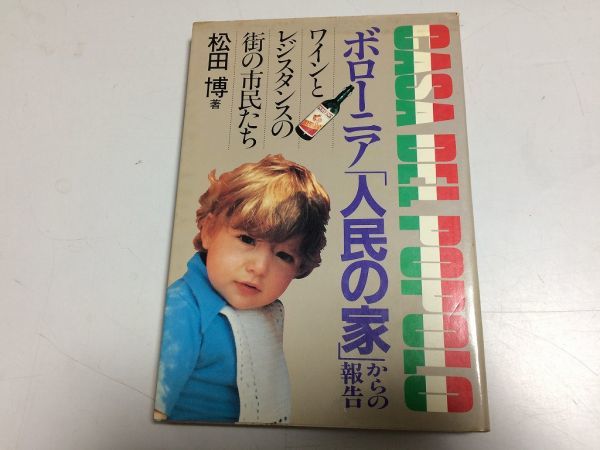 CASA DEL POPOLO
ボローニア「人民の家」からの報告
ワインと
レジスタンスの
街の市民たち
松田 博 著